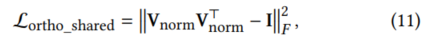 ℒ_ortho_shared = ‖V_norm V_norm^⊤ − I‖_F^2 , (11)